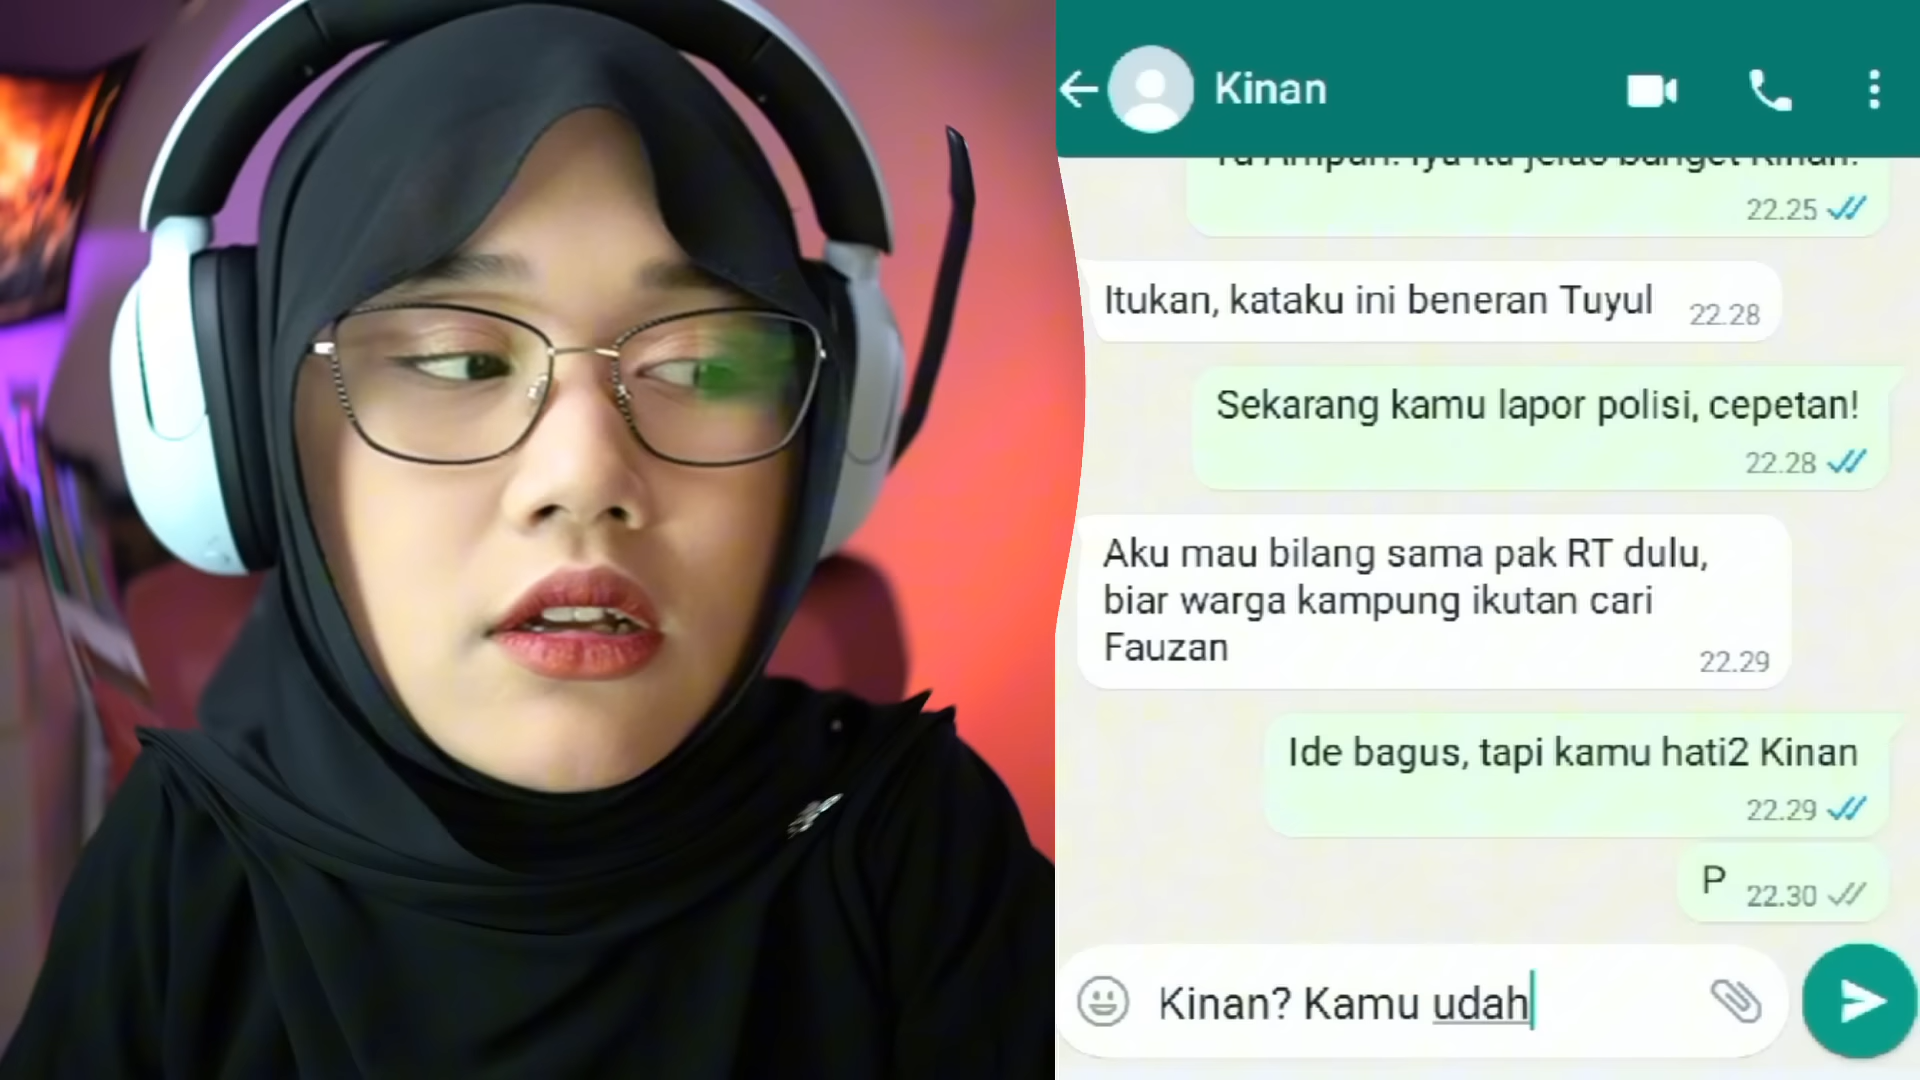 Kinan
22.25
Itukan, kataku ini beneran Tuyul 22.28
Sekarang kamu lapor polisi, cepetan!
22.28
Aku mau bilang sama pak RT dulu,
biar warga kampung ikutan cari
Fauzan 22.29
Ide bagus, tapi kamu hati2 Kinan
22.29
P 22.30
Kinan? Kamu udah